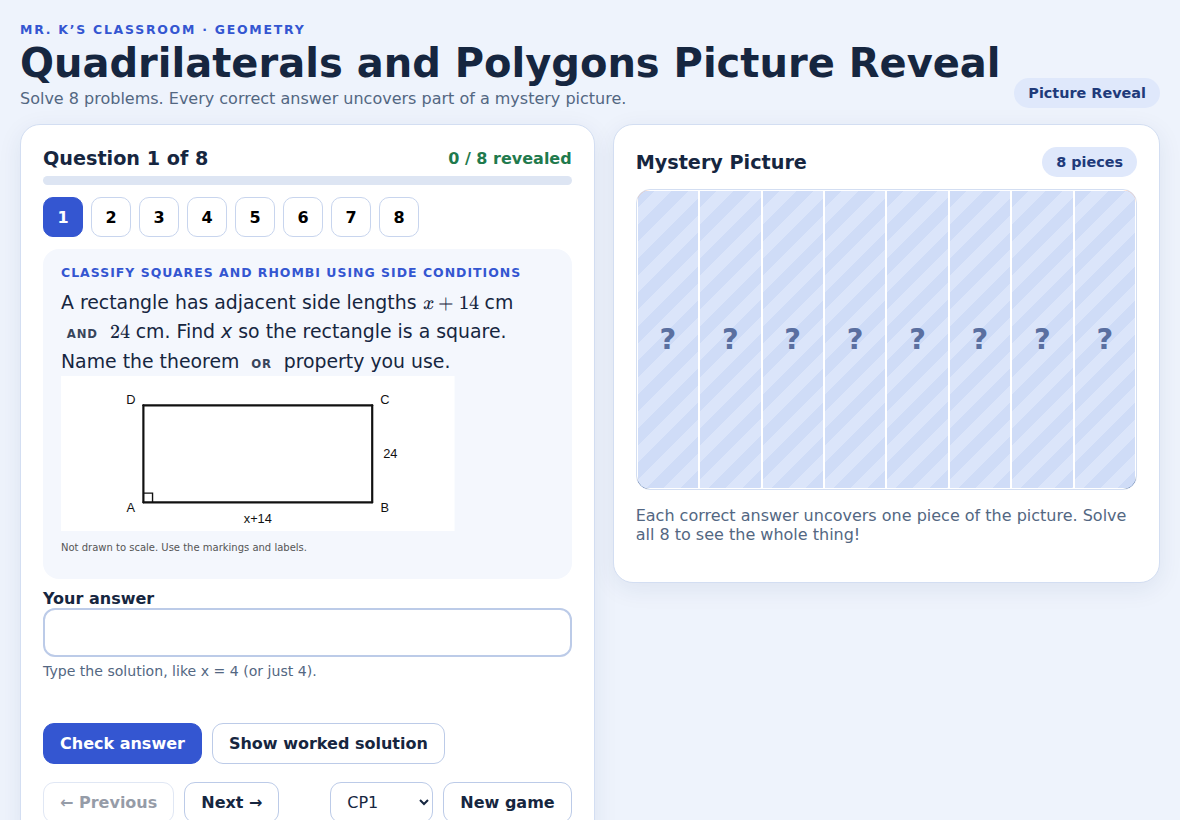 MR. K’S CLASSROOM · GEOMETRY
Quadrilaterals and Polygons Picture Reveal
Solve 8 problems. Every correct answer uncovers part of a mystery picture.
Picture Reveal
Question 1 of 8
0 / 8 revealed
1 2 3 4 5 6 7 8
CLASSIFY SQUARES AND RHOMBI USING SIDE CONDITIONS
A rectangle has adjacent side lengths x + 14 cm
AND 24 cm. Find x so the rectangle is a square.
Name the theorem OR property you use.
D
C
24
A
B
x+14
Not drawn to scale. Use the markings and labels.
Your answer
Type the solution, like x = 4 (or just 4).
Check answer
Show worked solution
← Previous
Next →
CP1
New game
Mystery Picture
8 pieces
? ? ? ? ? ? ? ?
Each correct answer uncovers one piece of the picture. Solve
all 8 to see the whole thing!